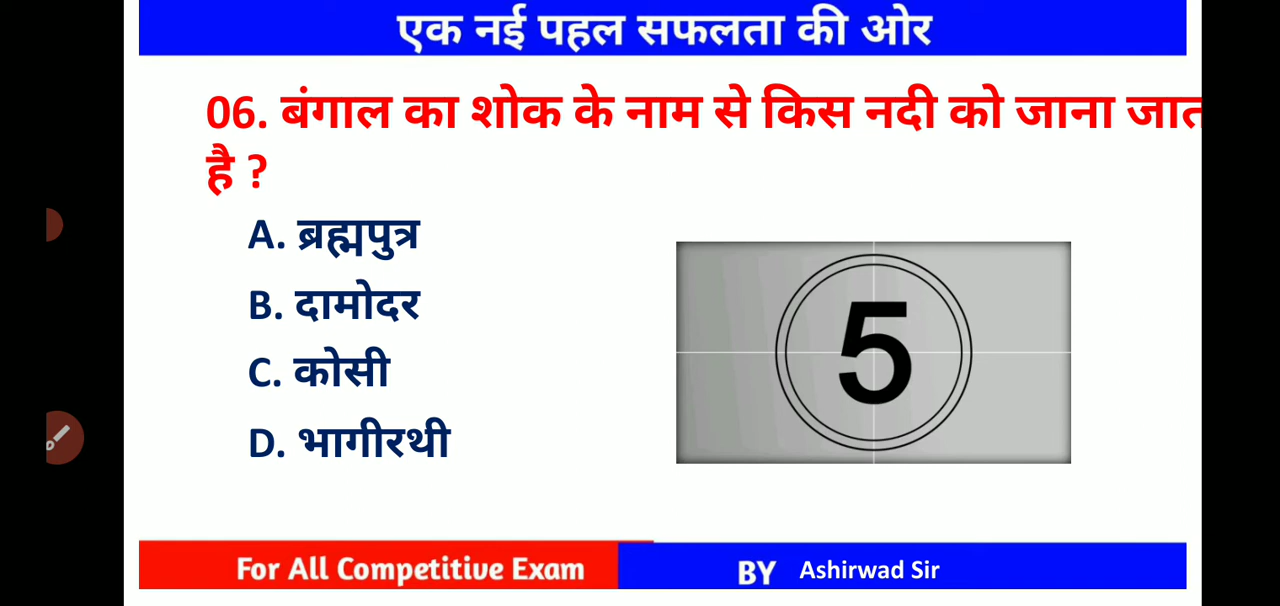 एक नई पहल सफलता की ओर
06. बंगाल का शोक के नाम से किस नदी को जाना जात
है ?
A. ब्रह्मपुत्र
B. दामोदर
C. कोसी
D. भागीरथी
5
For All Competitive Exam
BY Ashirwad Sir